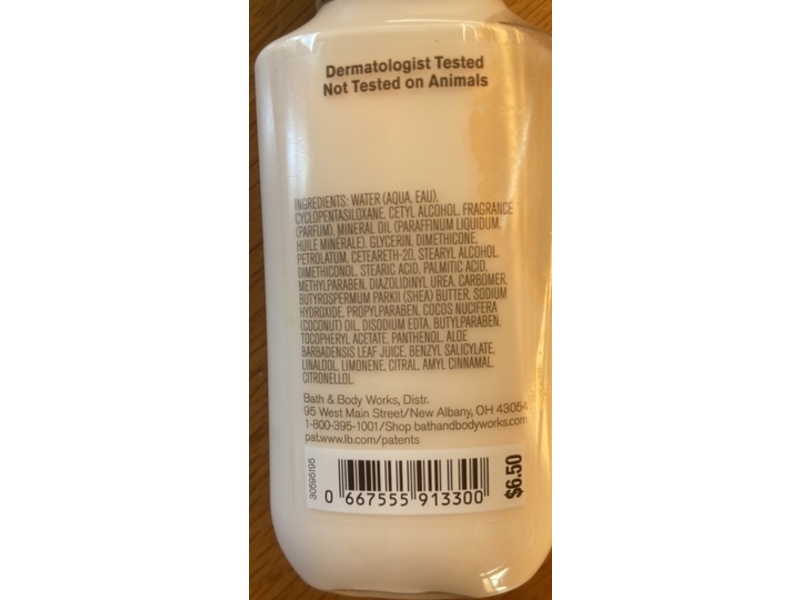 Dermatologist Tested
Not Tested on Animals
INGREDIENTS: WATER (AQUA, EAU),
CYCLOPENTASILOXANE, CETYL ALCOHOL, FRAGRANCE
(PARFUM), MINERAL OIL (PARAFFINUM LIQUIDUM,
HUILE MINÉRALE), GLYCERIN, DIMETHICONE,
PETROLATUM, CETEARETH-20, STEARYL ALCOHOL,
DIMETHICONOL, STEARIC ACID, PALMITIC ACID,
METHYLPARABEN, DIAZOLIDINYL UREA, CARBOMER,
BUTYROSPERMUM PARKII (SHEA) BUTTER, SODIUM
HYDROXIDE, PROPYLPARABEN, COCOS NUCIFERA
(COCONUT) OIL, DISODIUM EDTA, BUTYLPARABEN,
TOCOPHERYL ACETATE, PANTHENOL, ALOE
BARBADENSIS LEAF JUICE, BENZYL SALICYLATE,
LINALOOL, LIMONENE, CITRAL, AMYL CINNAMAL,
CITRONELLOL.
Bath & Body Works, Distr.
95 West Main Street/New Albany, OH 43054
1-800-395-1001/Shop bathandbodyworks.com
pat.www.lb.com/patents
30595195
0 667555 913300
$6.50